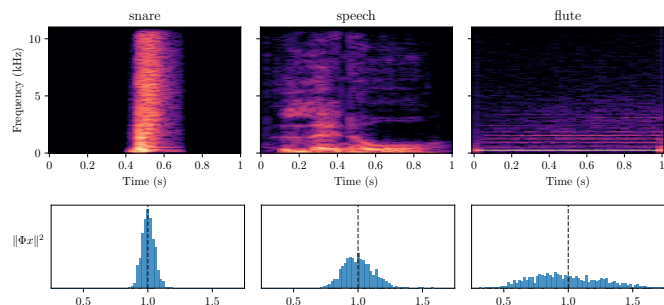 snare speech flute
Frequency (kHz)
10
5
0
0 0.2 0.4 0.6 0.8 1 0 0.2 0.4 0.6 0.8 1 0 0.2 0.4 0.6 0.8 1
Time (s) Time (s) Time (s)
‖Φx‖²
0.5 1.0 1.5 0.5 1.0 1.5 0.5 1.0 1.5